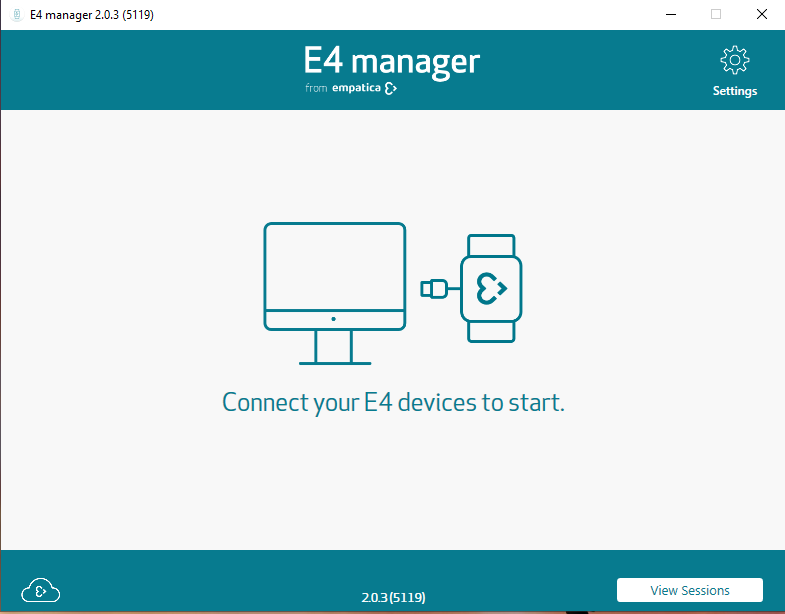 E4 manager 2.0.3 (5119)
E4 manager
from empatica
Settings
Connect your E4 devices to start.
2.0.3 (5119)
View Sessions